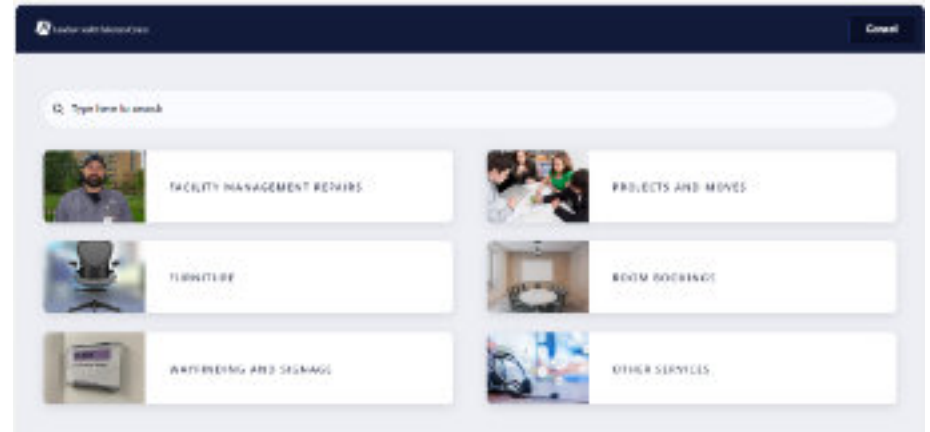 Cancel
Type here to search
FACILITY MANAGEMENT REPAIRS
PROJECTS AND MOVES
FURNITURE
ROOM BOOKINGS
WAYFINDING AND SIGNAGE
OTHER SERVICES